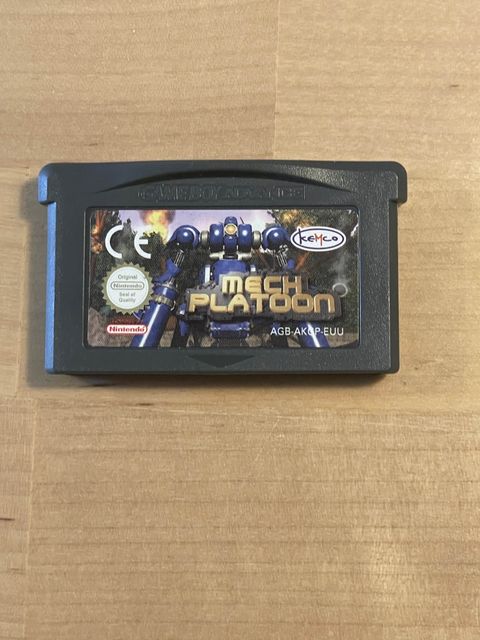 GAME BOY ADVANCE
CE
KEMCO
Original
Nintendo
Seal of
Quality
MECH
PLATOON
Nintendo
AGB-AKGP-EUU